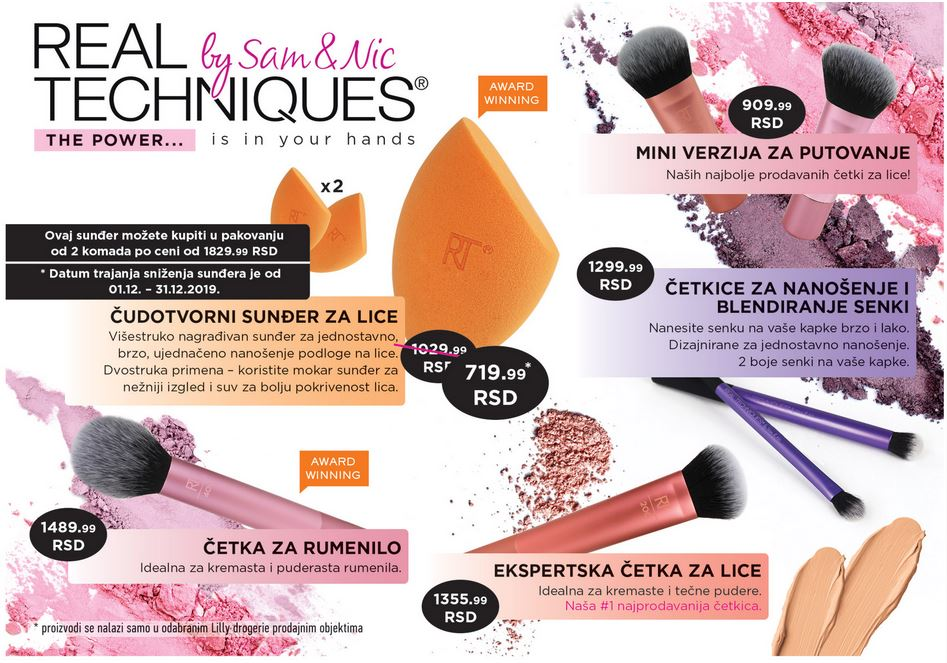 REAL
by Sam & Nic
TECHNIQUES®
THE POWER... is in your hands
AWARD
WINNING
x2
RT®
Ovaj sunđer možete kupiti u pakovanju
od 2 komada po ceni od 1829.99 RSD
* Datum trajanja sniženja sunđera je od
01.12. – 31.12.2019.
ČUDOTVORNI SUNĐER ZA LICE
Višestruko nagrađivan sunđer za jednostavno,
brzo, ujednačeno nanošenje podloge na lice.
Dvostruka primena – koristite mokar sunđer za
nežniji izgled i suv za bolju pokrivenost lica.
1029.99
RSD
719.99*
RSD
909.99
RSD
MINI VERZIJA ZA PUTOVANJE
Naših najbolje prodavanih četki za lice!
1299.99
RSD
ČETKICE ZA NANOŠENJE I
BLENDIRANJE SENKI
Nanesite senku na vaše kapke brzo i lako.
Dizajnirane za jednostavno nanošenje.
2 boje senki na vaše kapke.
AWARD
WINNING
1489.99
RSD
ČETKA ZA RUMENILO
Idealna za kremasta i puderasta rumenila.
RT
EKSPERTSKA ČETKA ZA LICE
Idealna za kremaste i tečne pudere.
Naša #1 najprodavanija četkica.
1355.99
RSD
* proizvodi se nalazi samo u odabranim Lilly drogerie prodajnim objektima